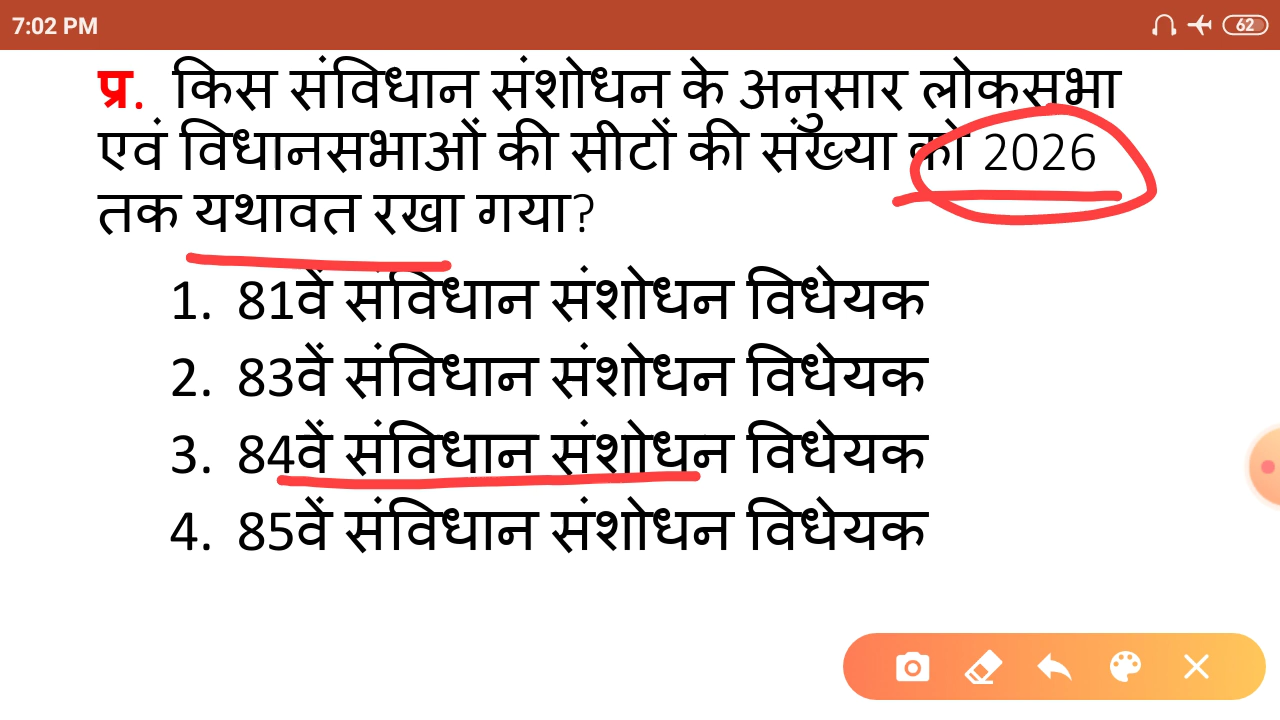 7:02 PM
62
प्र. किस संविधान संशोधन के अनुसार लोकसभा
एवं विधानसभाओं की सीटों की संख्या को 2026
तक यथावत रखा गया?
1. 81वें संविधान संशोधन विधेयक
2. 83वें संविधान संशोधन विधेयक
3. 84वें संविधान संशोधन विधेयक
4. 85वें संविधान संशोधन विधेयक